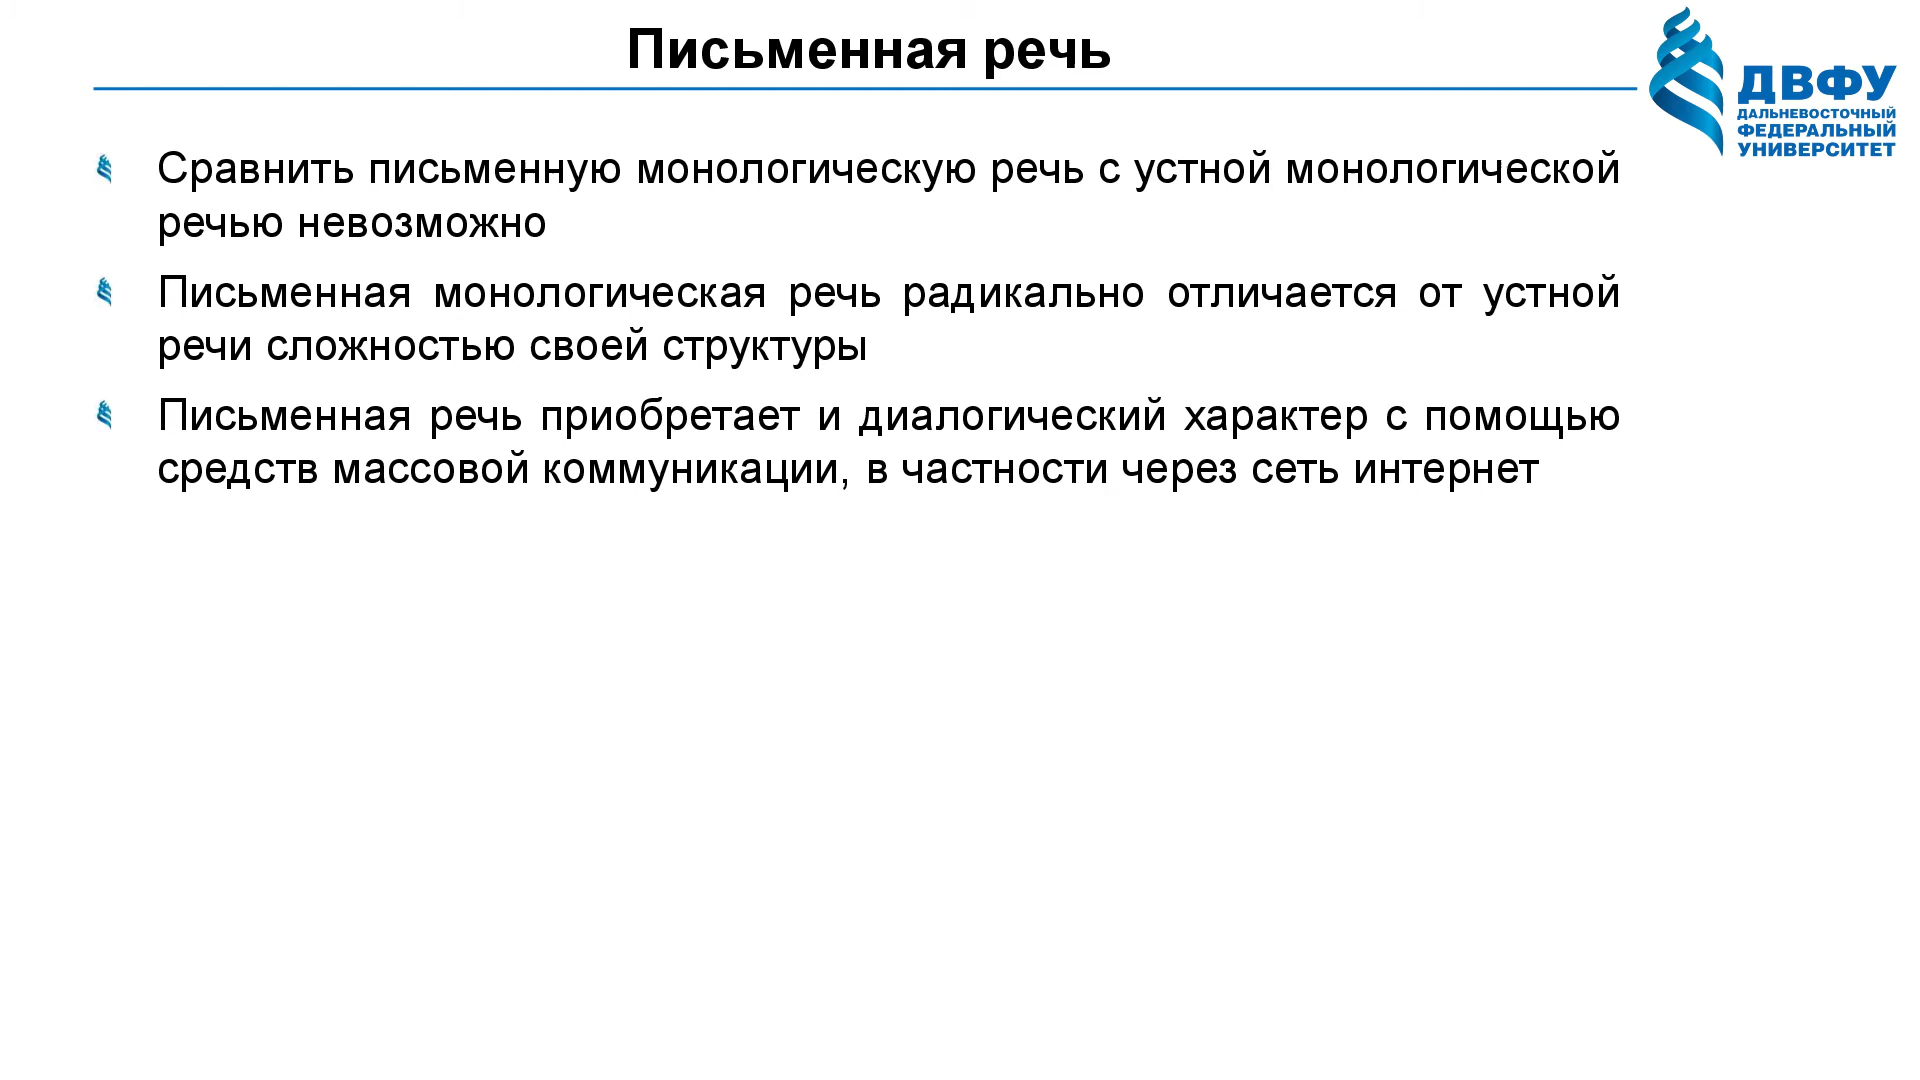 Письменная речь
ДВФУ
ДАЛЬНЕВОСТОЧНЫЙ
ФЕДЕРАЛЬНЫЙ
УНИВЕРСИТЕТ
Сравнить письменную монологическую речь с устной монологической
речью невозможно
Письменная монологическая речь радикально отличается от устной
речи сложностью своей структуры
Письменная речь приобретает и диалогический характер с помощью
средств массовой коммуникации, в частности через сеть интернет